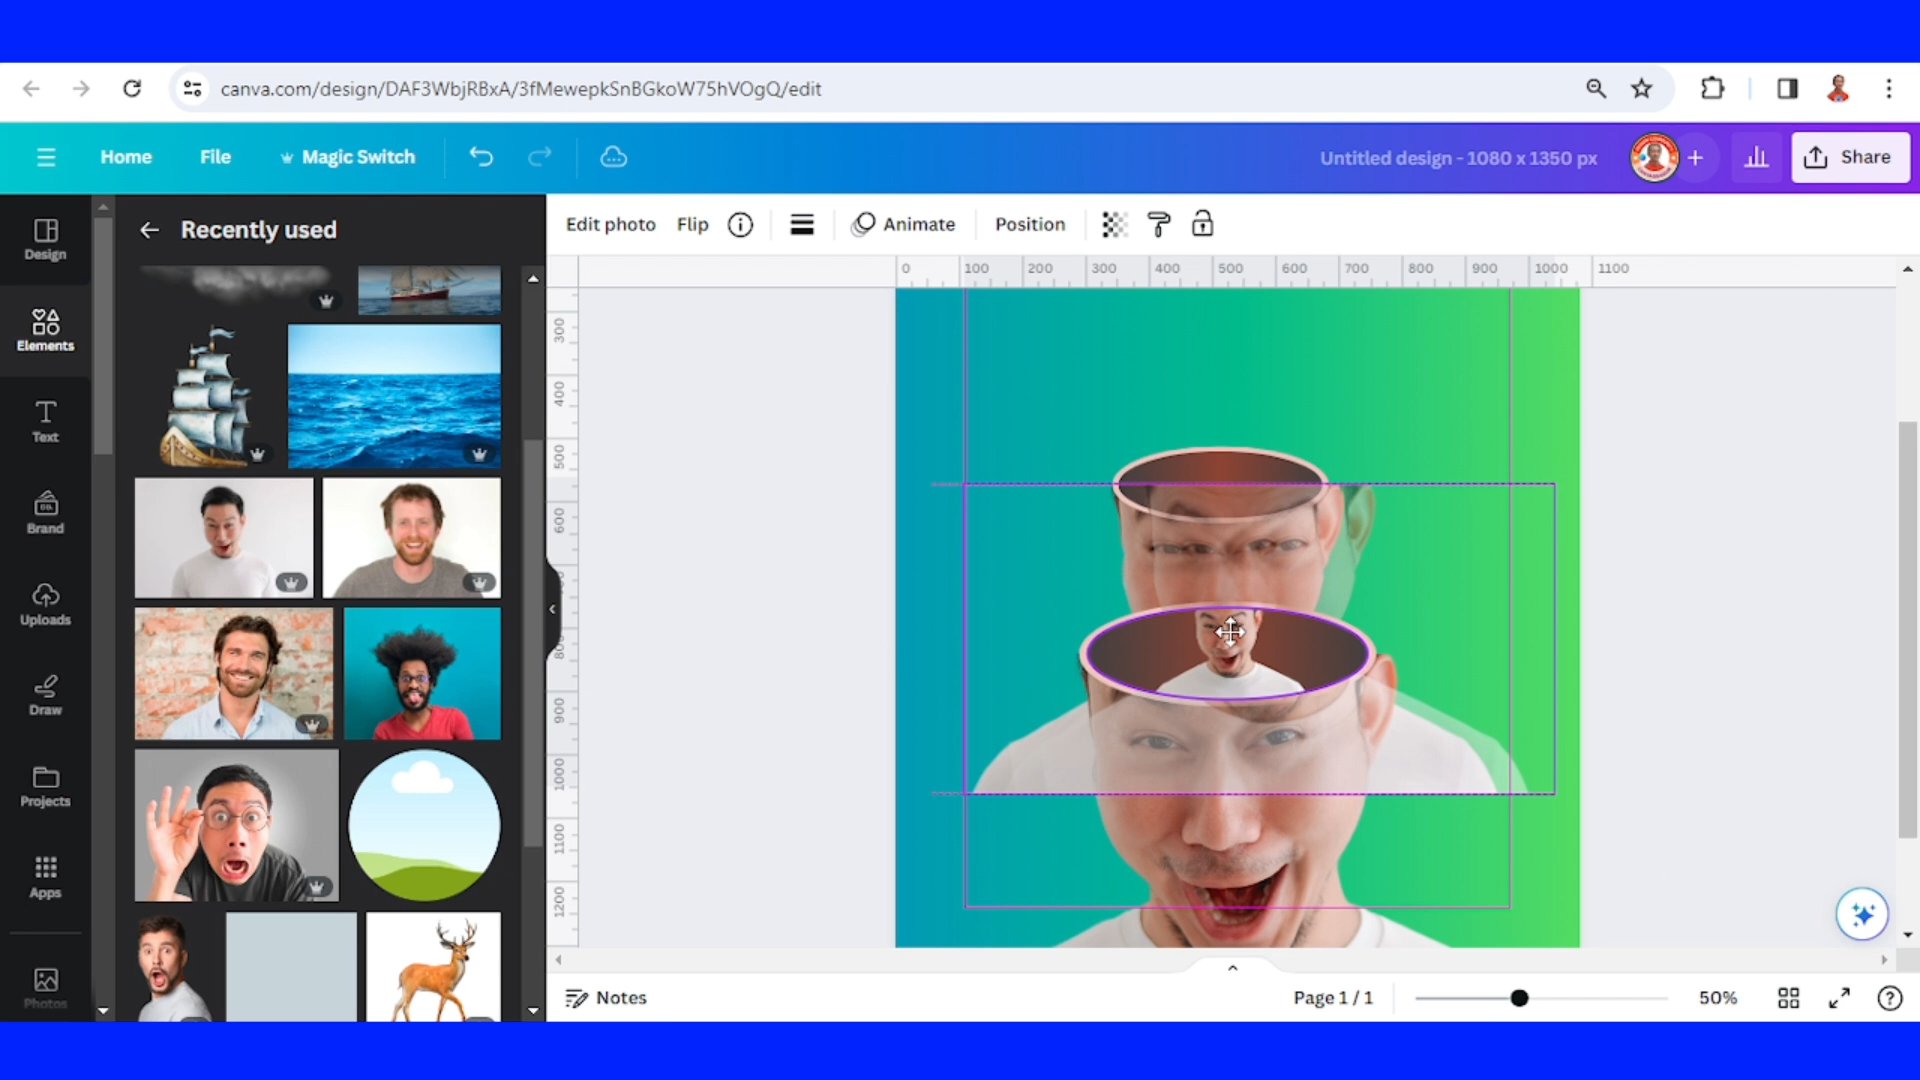 canva.com/design/DAF3WbjRBxA/3fMewepkSnBGkoW75hVOgQ/edit
Home File Magic Switch Untitled design - 1080 x 1350 px Share
Design
Elements
Text
Brand
Uploads
Draw
Projects
Apps
Photos
Recently used
Edit photo Flip Animate Position
0 100 200 300 400 500 600 700 800 900 1000 1100
300
400
500
600
900
1000
1100
1200
Notes Page 1 / 1 50%